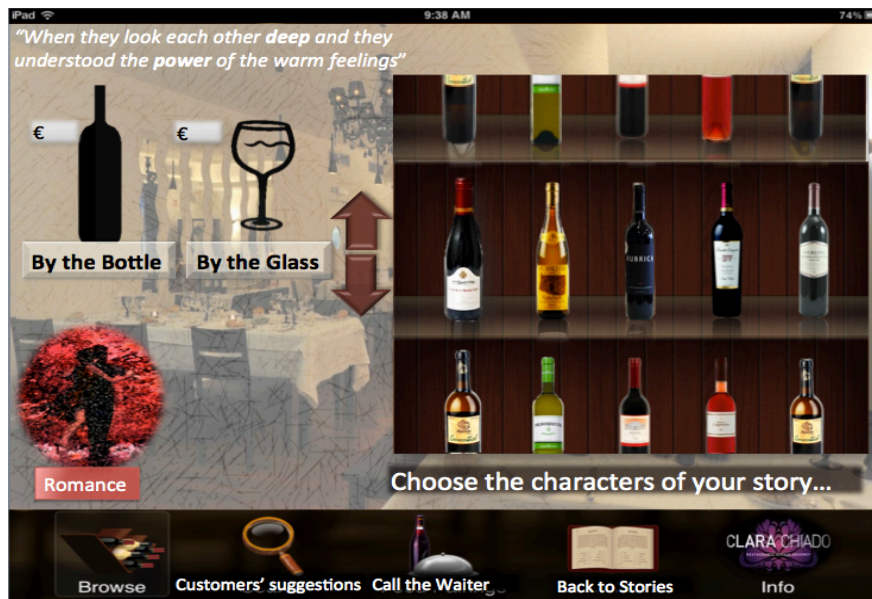 iPad
9:38 AM
74%
“When they look each other deep and they
understood the power of the warm feelings”
€
€
By the Bottle
By the Glass
RUBRICA
Romance
Choose the characters of your story...
Browse
Customers’ suggestions
Call the Waiter
Back to Stories
CLARA CHIADO
Info